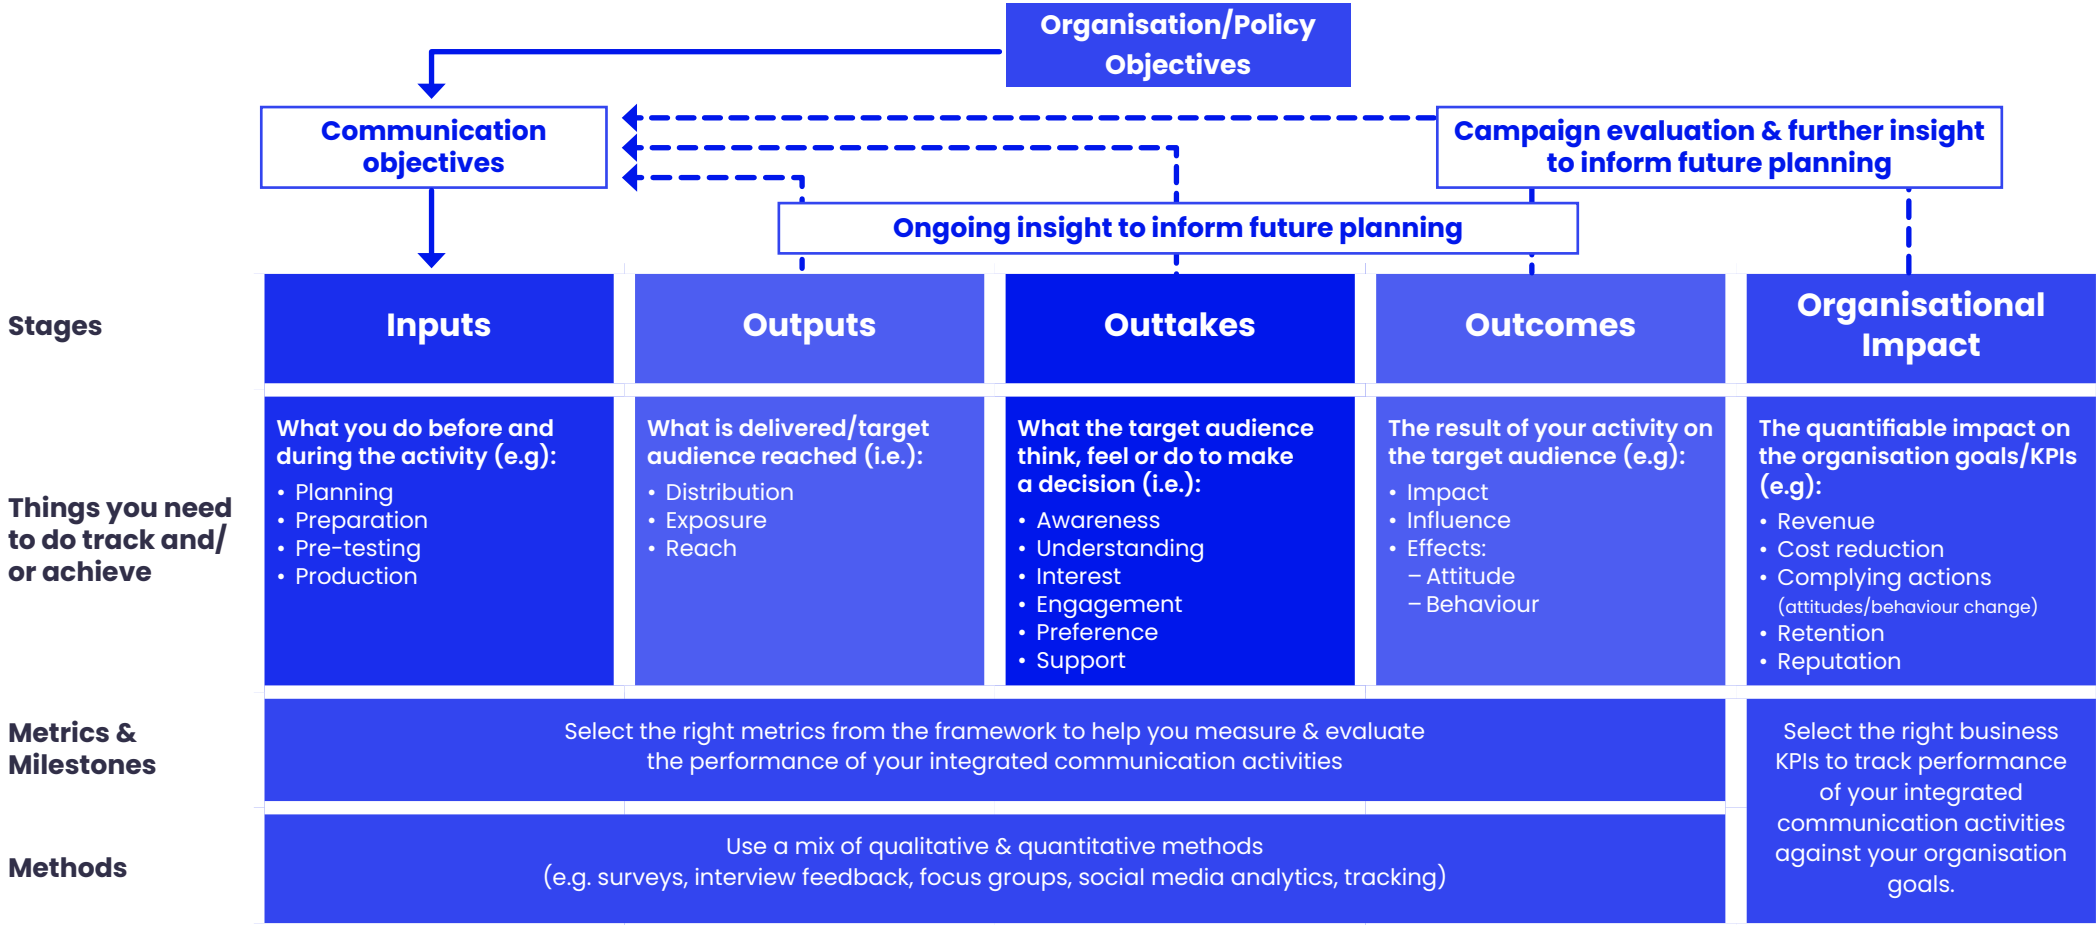 Organisation/Policy
Objectives
Communication
objectives
Campaign evaluation & further insight
to inform future planning
Ongoing insight to inform future planning
Stages
Inputs
Outputs
Outtakes
Outcomes
Organisational
Impact
Things you need
to do track and/
or achieve
What you do before and
during the activity (e.g):
• Planning
• Preparation
• Pre-testing
• Production
What is delivered/target
audience reached (i.e.):
• Distribution
• Exposure
• Reach
What the target audience
think, feel or do to make
a decision (i.e.):
• Awareness
• Understanding
• Interest
• Engagement
• Preference
• Support
The result of your activity on
the target audience (e.g):
• Impact
• Influence
• Effects:
– Attitude
– Behaviour
The quantifiable impact on
the organisation goals/KPIs
(e.g):
• Revenue
• Cost reduction
• Complying actions
(attitudes/behaviour change)
• Retention
• Reputation
Metrics &
Milestones
Select the right metrics from the framework to help you measure & evaluate
the performance of your integrated communication activities
Select the right business
KPIs to track performance
of your integrated
communication activities
against your organisation
goals.
Methods
Use a mix of qualitative & quantitative methods
(e.g. surveys, interview feedback, focus groups, social media analytics, tracking)